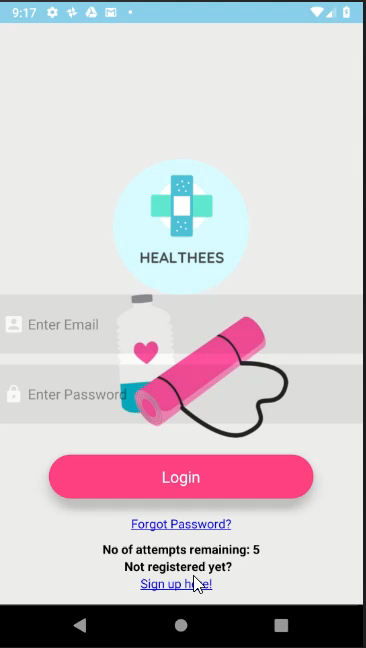 9:17
HEALTHEES
Enter Email
Enter Password
Login
Forgot Password?
No of attempts remaining: 5
Not registered yet?
Sign up here!